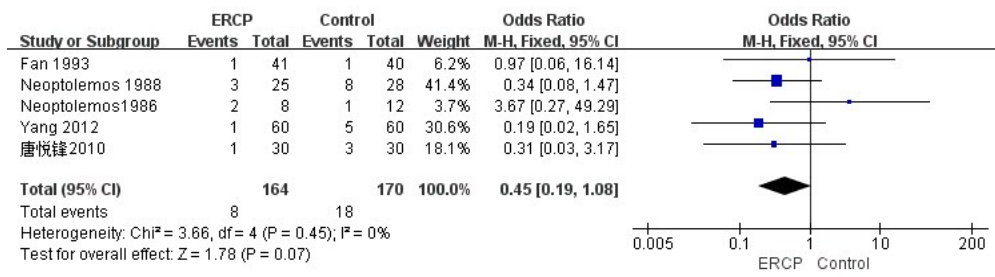 ERCP Control Odds Ratio Odds Ratio
Study or Subgroup Events Total Events Total Weight M-H, Fixed, 95% CI M-H, Fixed, 95% CI
Fan 1993 1 41 1 40 6.2% 0.97 [0.06, 16.14]
Neoptolemos 1988 3 25 8 28 41.4% 0.34 [0.08, 1.47]
Neoptolemos1986 2 8 1 12 3.7% 3.67 [0.27, 49.29]
Yang 2012 1 60 5 60 30.6% 0.19 [0.02, 1.65]
唐悦锋2010 1 30 3 30 18.1% 0.31 [0.03, 3.17]
Total (95% CI) 164 170 100.0% 0.45 [0.19, 1.08]
Total events 8 18
Heterogeneity: Chi² = 3.66, df = 4 (P = 0.45); I² = 0%
Test for overall effect: Z = 1.78 (P = 0.07)
0.005 0.1 1 10 200
ERCP Control